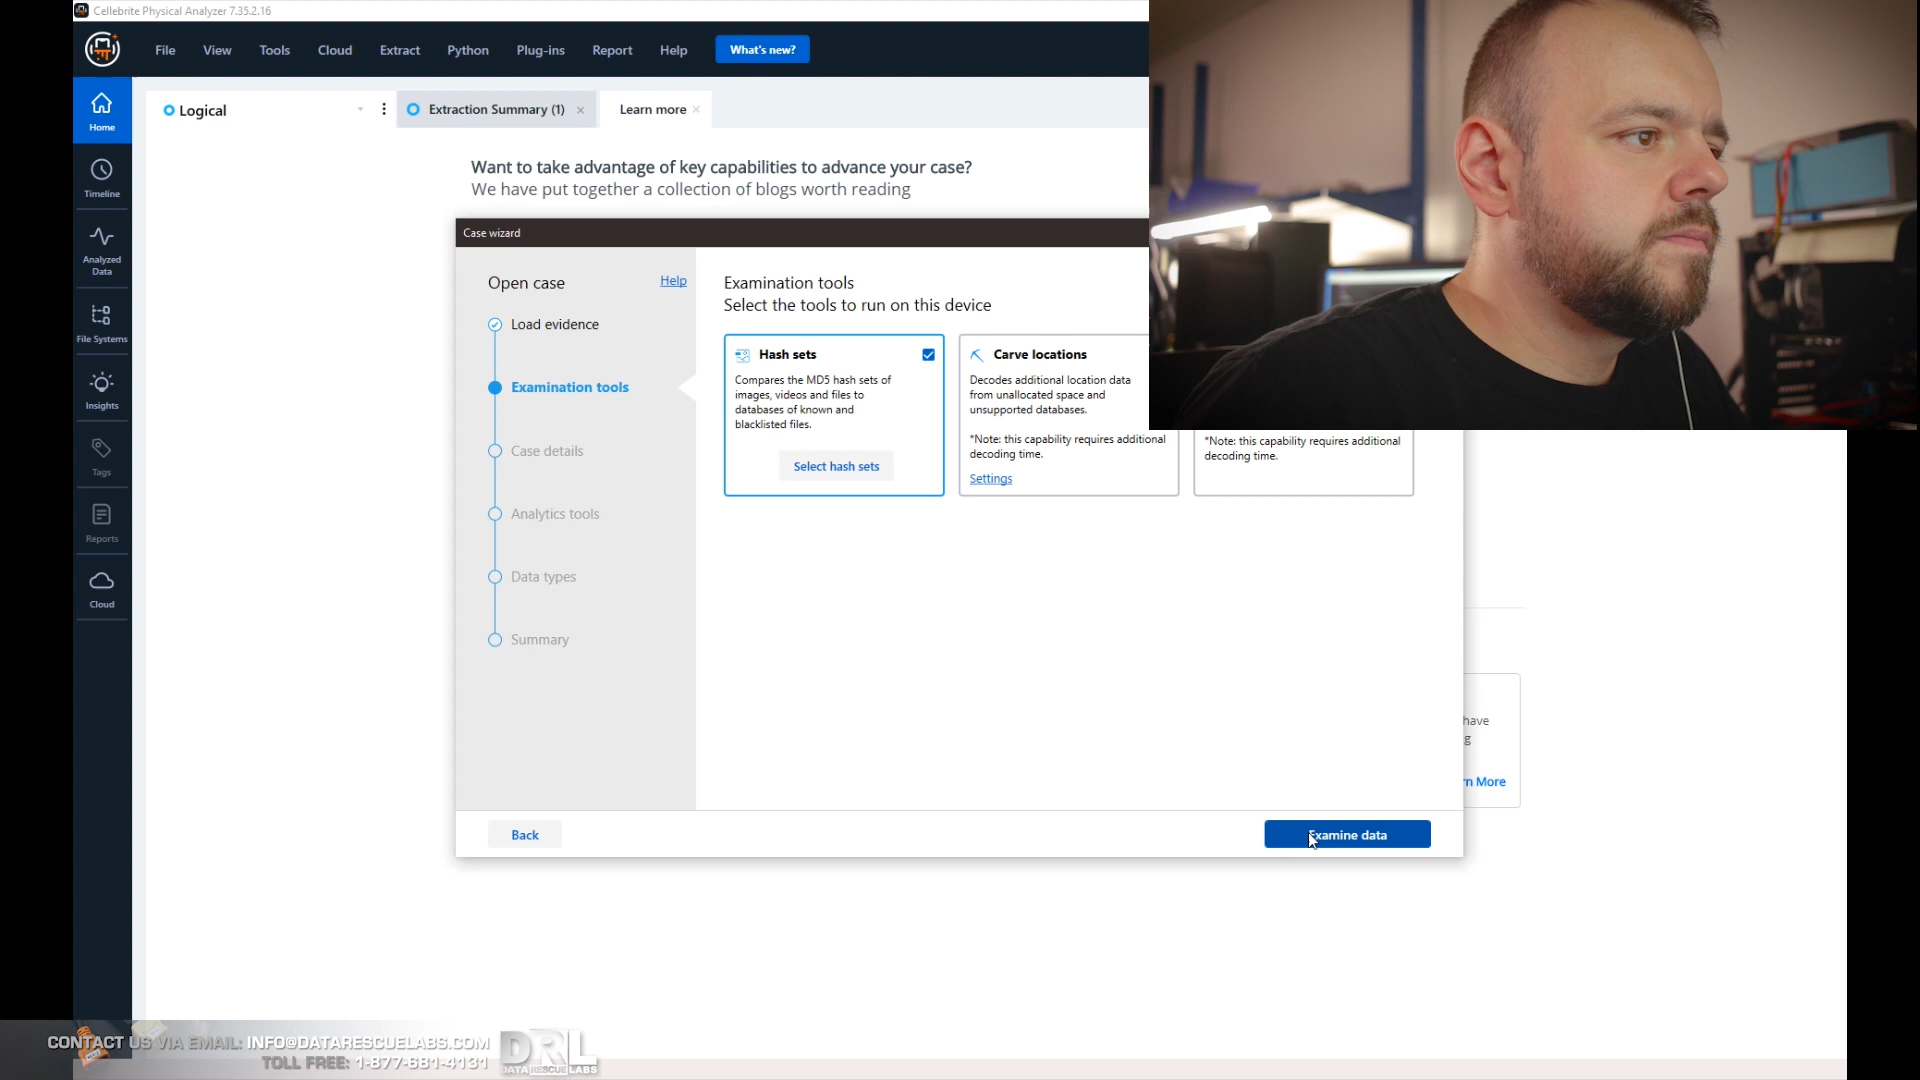 Cellebrite Physical Analyzer 7.35.2.16
File View Tools Cloud Extract Python Plug-ins Report Help What's new?
Home
Timeline
Analyzed
Data
File Systems
Insights
Tags
Reports
Cloud
Logical
Extraction Summary (1)
Learn more
Want to take advantage of key capabilities to advance your case?
We have put together a collection of blogs worth reading
Case wizard
Open case
Help
Load evidence
Examination tools
Case details
Analytics tools
Data types
Summary
Examination tools
Select the tools to run on this device
Hash sets
Compares the MD5 hash sets of
images, videos and files to
databases of known and
blacklisted files.
Select hash sets
Carve locations
Decodes additional location data
from unallocated space and
unsupported databases.
*Note: this capability requires additional
decoding time.
Settings
*Note: this capability requires additional
decoding time.
have
g
rn More
Back
Examine data
CONTACT US VIA EMAIL: INFO@DATARESCUELABS.COM
TOLL FREE: 1-877-681-4131
DRL
DATA RESCUE LABS